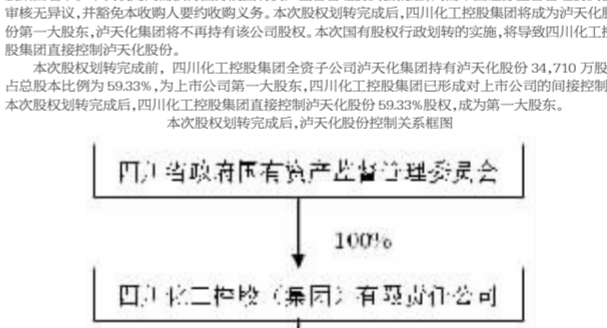 审核无异议,并豁免本收购人要约收购义务。本次股权划转完成后,四川化工控股集团将成为泸天化股
份第一大股东,泸天化集团将不再持有该公司股权。本次国有股权行政划转的实施,将导致四川化工控
股集团直接控制泸天化股份。
本次股权划转完成前,四川化工控股集团全资子公司泸天化集团持有泸天化股份 34,710 万股
占总股本比例为 59.33%,为上市公司第一大股东,四川化工控股集团已形成对上市公司的间接控制
本次股权划转完成后,四川化工控股集团直接控制泸天化股份 59.33%股权,成为第一大股东。
本次股权划转完成后,泸天化股份控制关系框图
四川省政府国有资产监督管理委员会
100%
四川化工控股(集团)有限责任公司